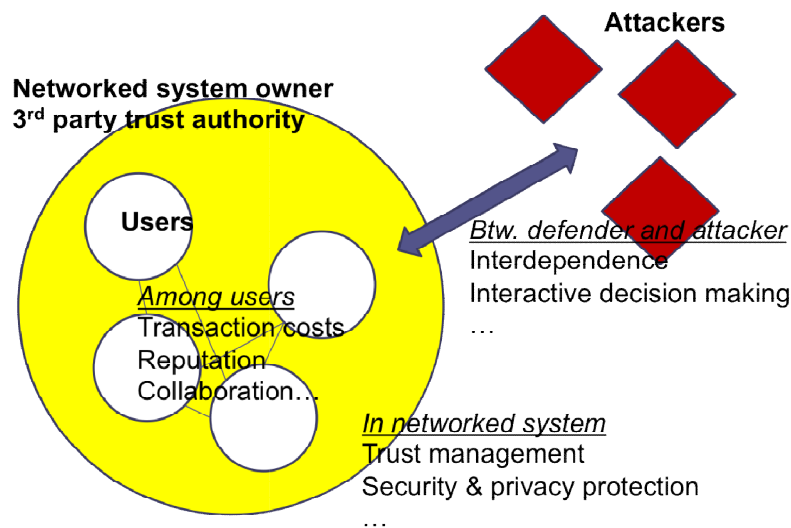 Attackers
Networked system owner
3rd party trust authority
Users
Among users
Transaction costs
Reputation
Collaboration…
Btw. defender and attacker
Interdependence
Interactive decision making
…
In networked system
Trust management
Security & privacy protection
…